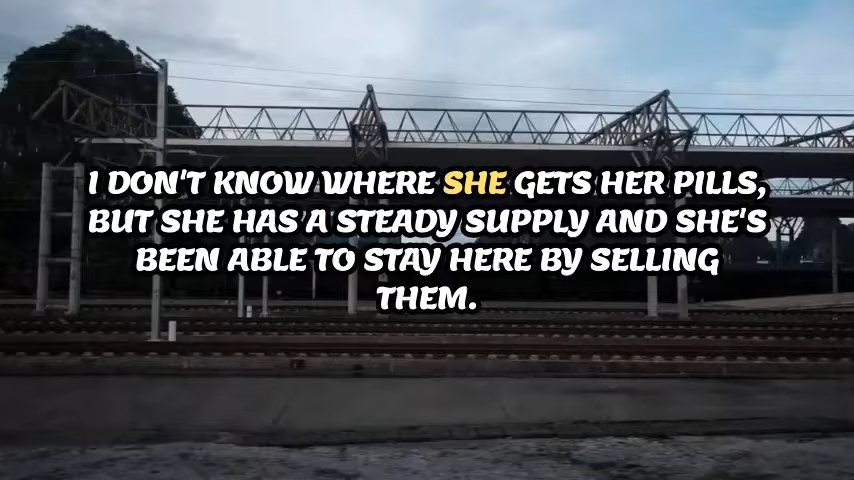 I DON'T KNOW WHERE SHE GETS HER PILLS,
BUT SHE HAS A STEADY SUPPLY AND SHE'S
BEEN ABLE TO STAY HERE BY SELLING
THEM.